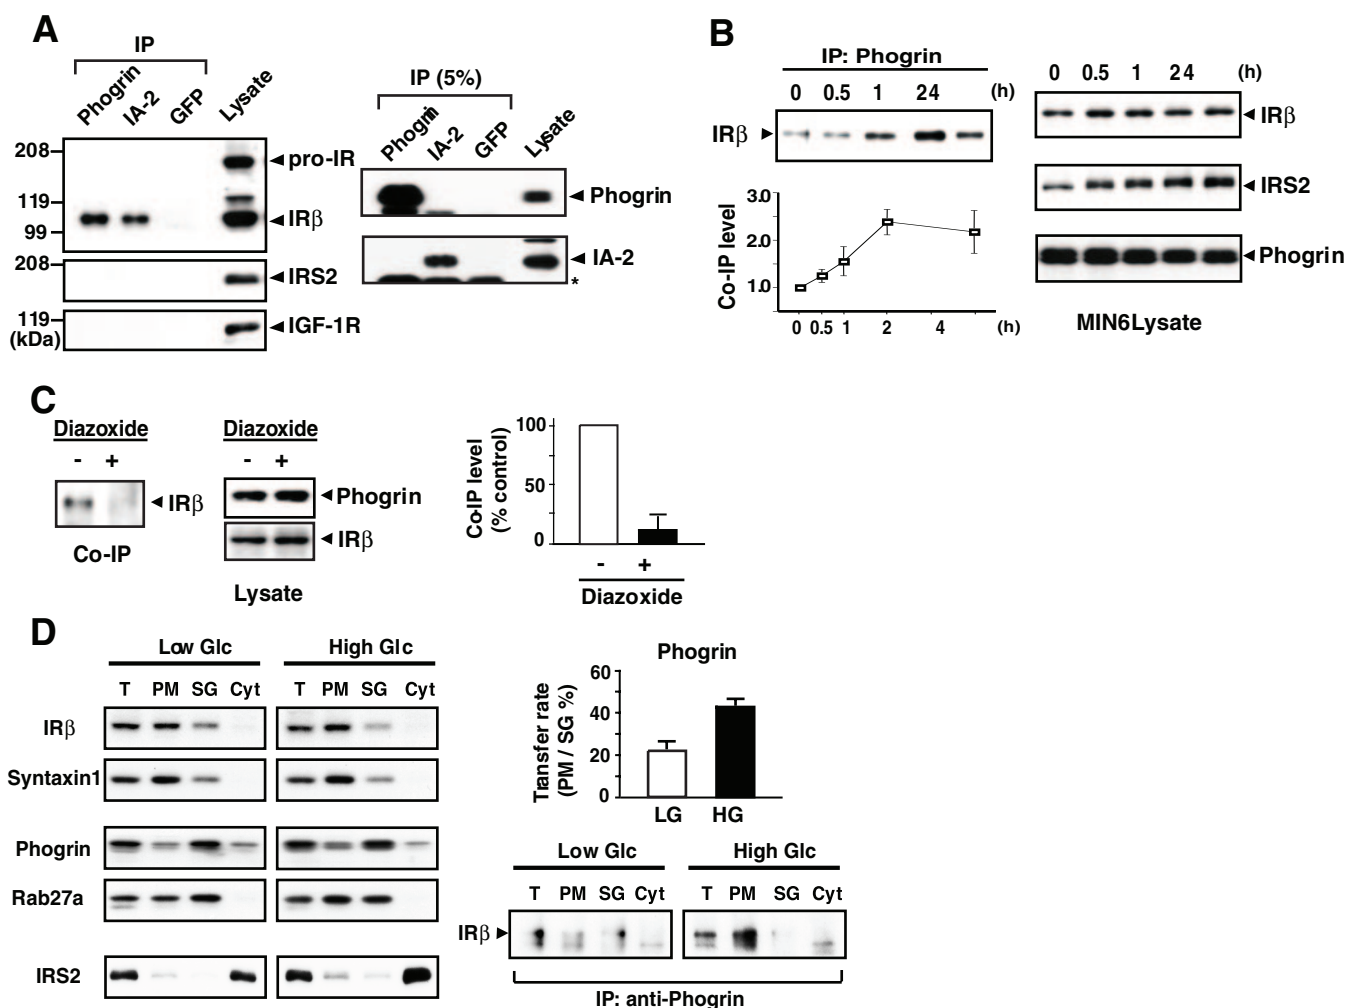 A
IP
Phogrin
IA-2
GFP
Lysate
208
119
99
208
119
(kDa)
pro-IR
IRβ
IRS2
IGF-1R
IP (5%)
Phogrin
IA-2
GFP
Lysate
Phogrin
IA-2
*
B
IP: Phogrin
0 0.5 1 24 (h)
IRβ
Co-IP level
3.0
2.0
1.0
0 0.5 1 2 4 (h)
0 0.5 1 24 (h)
IRβ
IRS2
Phogrin
MIN6Lysate
C
Diazoxide
- +
IRβ
Co-IP
Diazoxide
- +
Phogrin
IRβ
Lysate
Co-IP level
(% control)
100
50
0
- +
Diazoxide
D
Low Glc High Glc
T PM SG Cyt T PM SG Cyt
IRβ
Syntaxin1
Phogrin
Rab27a
IRS2
Phogrin
Transfer rate
(PM / SG %)
60
40
20
0
LG HG
Low Glc High Glc
T PM SG Cyt T PM SG Cyt
IRβ
IP: anti-Phogrin